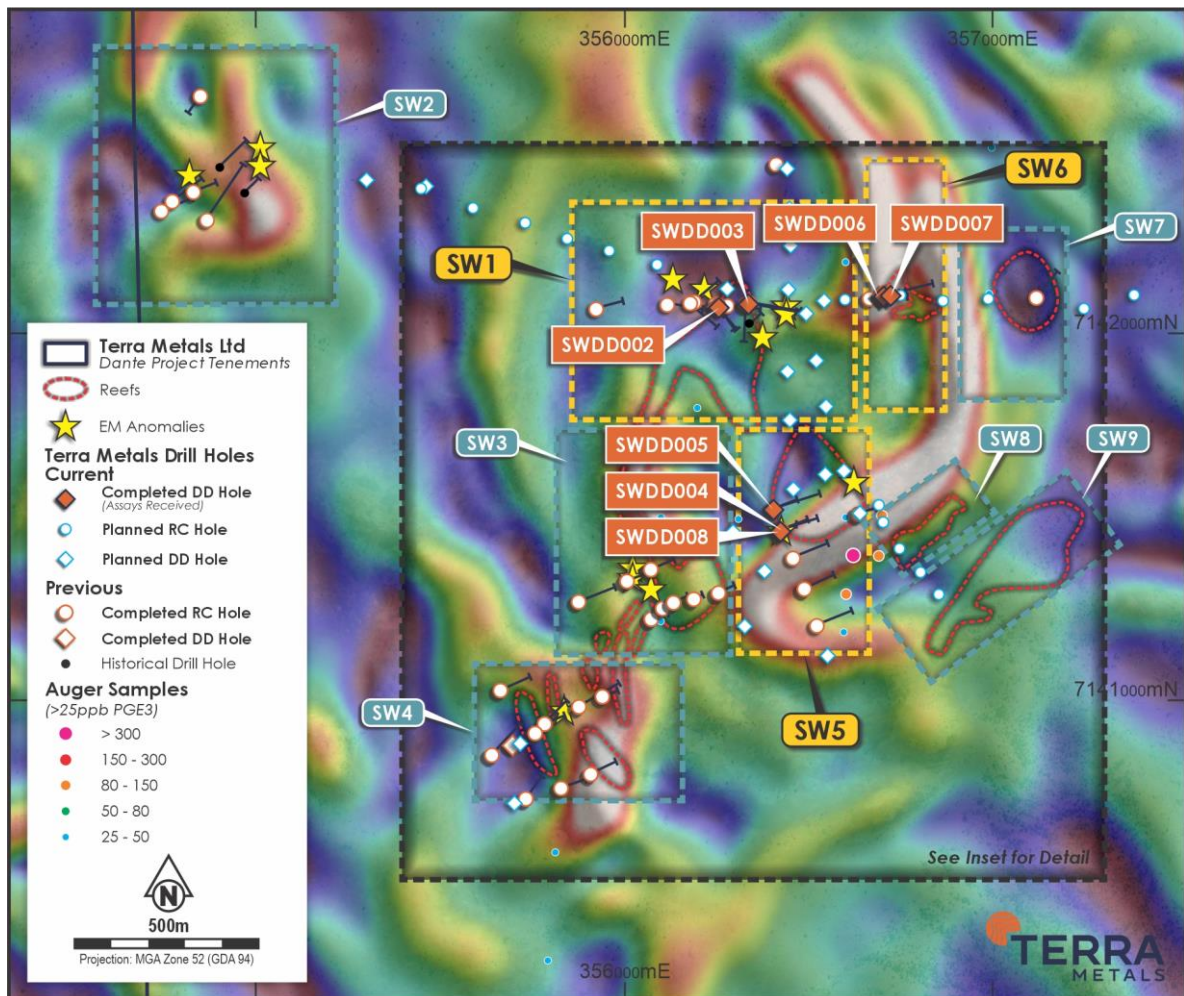 356000mE
357000mE
SW2
SW6
SWDD003
SWDD006
SWDD007
SW7
SW1
7142000mN
SWDD002
Terra Metals Ltd
Dante Project Tenements
Reefs
EM Anomalies
Terra Metals Drill Holes
Current
Completed DD Hole
(Assays Received)
Planned RC Hole
Planned DD Hole
Previous
Completed RC Hole
Completed DD Hole
Historical Drill Hole
Auger Samples
(>25ppb PGE3)
> 300
150 - 300
80 - 150
50 - 80
25 - 50
N
500m
Projection: MGA Zone 52 (GDA 94)
SW3
SWDD005
SWDD004
SWDD008
SW8
SW9
7141000mN
SW4
SW5
See Inset for Detail
356000mE
TERRA
METALS